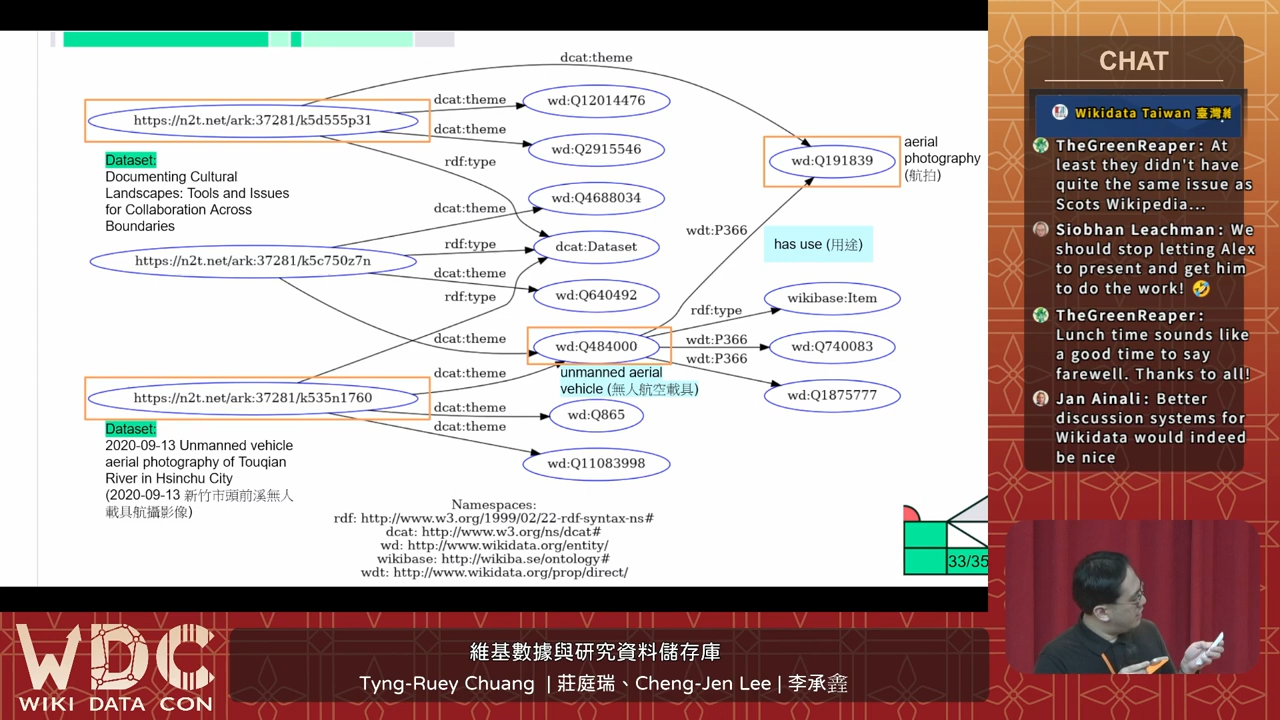 dcat:theme
https://n2t.net/ark:37281/k5d555p31
dcat:theme
wd:Q12014476
dcat:theme
wd:Q2915546
rdf:type
wd:Q191839
aerial
photography
(航拍)
Dataset:
Documenting Cultural
Landscapes: Tools and Issues
for Collaboration Across
Boundaries
dcat:theme
wd:Q4688034
wdt:P366
has use (用途)
https://n2t.net/ark:37281/k5c750z7n
rdf:type
dcat:Dataset
dcat:theme
wd:Q640492
rdf:type
wikibase:Item
rdf:type
dcat:theme
wd:Q484000
wdt:P366
wd:Q740083
wdt:P366
wd:Q1875777
unmanned aerial
vehicle (無人航空載具)
https://n2t.net/ark:37281/k535n1760
dcat:theme
dcat:theme
wd:Q865
dcat:theme
wd:Q11083998
Dataset:
2020-09-13 Unmanned vehicle
aerial photography of Touqian
River in Hsinchu City
(2020-09-13 新竹市頭前溪無人
載具航攝影像)
Namespaces:
rdf: http://www.w3.org/1999/02/22-rdf-syntax-ns#
dcat: http://www.w3.org/ns/dcat#
wd: http://www.wikidata.org/entity/
wikibase: http://wikiba.se/ontology#
wdt: http://www.wikidata.org/prop/direct/
33/35
CHAT
Wikidata Taiwan 臺灣
TheGreenReaper: At
least they didn't have
quite the same issue as
Scots Wikipedia...
Siobhan Leachman: We
should stop letting Alex
to present and get him
to do the work! 🤣
TheGreenReaper:
Lunch time sounds like
a good time to say
farewell. Thanks to all!
Jan Ainali: Better
discussion systems for
Wikidata would indeed
be nice
WDC
WIKI DATA CON
維基數據與研究資料儲存庫
Tyng-Ruey Chuang | 莊庭瑞、Cheng-Jen Lee | 李承錱